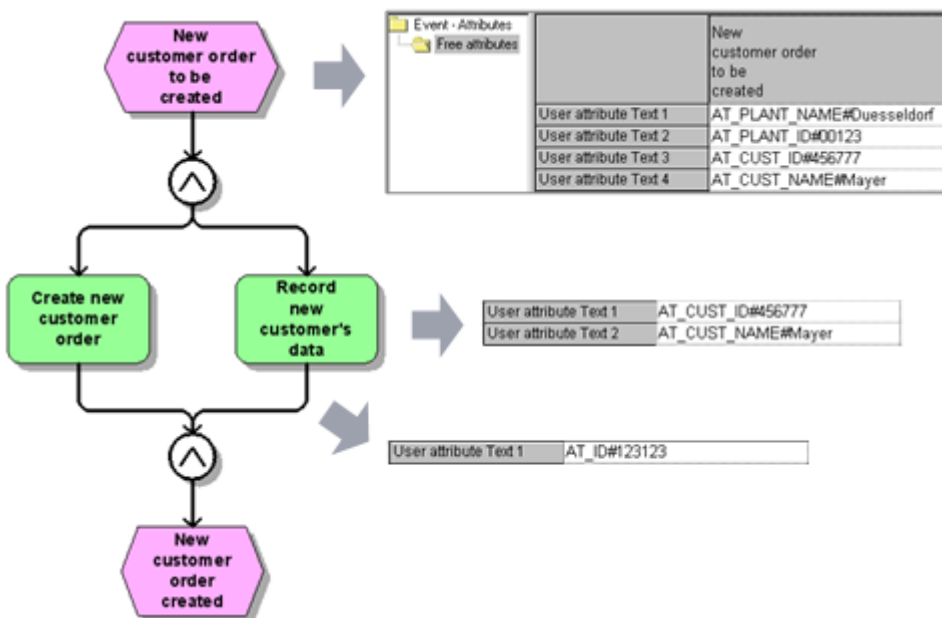 New
customer order
to be
created
Event - Attributes
Free attributes
New
customer order
to be
created
User attribute Text 1 AT_PLANT_NAME#Duesseldorf
User attribute Text 2 AT_PLANT_ID#00123
User attribute Text 3 AT_CUST_ID#456777
User attribute Text 4 AT_CUST_NAME#Mayer
Create new
customer
order
Record
new
customer's
data
User attribute Text 1 AT_CUST_ID#456777
User attribute Text 2 AT_CUST_NAME#Mayer
User attribute Text 1 AT_ID#123123
New
customer
order
created